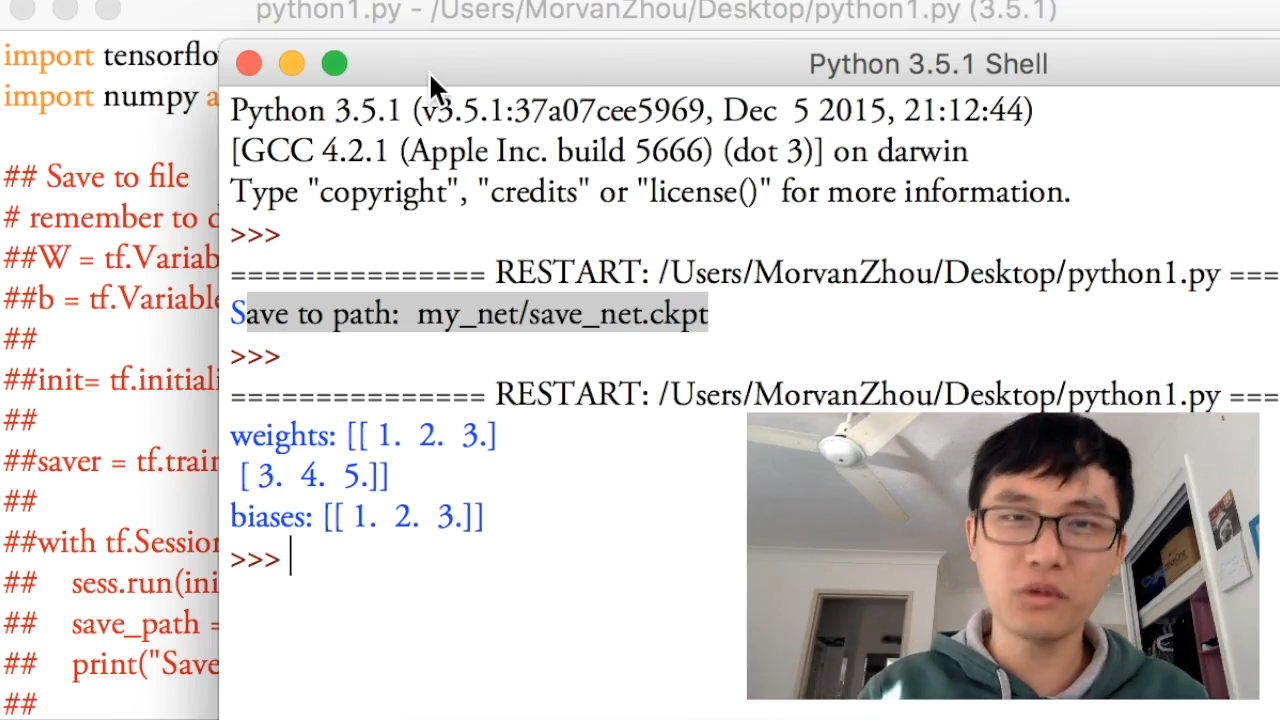 python1.py - /Users/MorvanZhou/Desktop/python1.py (3.5.1)
import tensorflo
import numpy a
## Save to file
# remember to d
##W = tf.Variab
##b = tf.Variable
##
##init= tf.initiali
##
##saver = tf.train
##
##with tf.Session
## sess.run(ini
## save_path =
## print("Save
##
Python 3.5.1 Shell
Python 3.5.1 (v3.5.1:37a07cee5969, Dec 5 2015, 21:12:44)
[GCC 4.2.1 (Apple Inc. build 5666) (dot 3)] on darwin
Type "copyright", "credits" or "license()" for more information.
>>>
=============== RESTART: /Users/MorvanZhou/Desktop/python1.py ===
Save to path: my_net/save_net.ckpt
>>>
=============== RESTART: /Users/MorvanZhou/Desktop/python1.py ===
weights: [[ 1. 2. 3.]
[ 3. 4. 5.]]
biases: [[ 1. 2. 3.]]
>>>